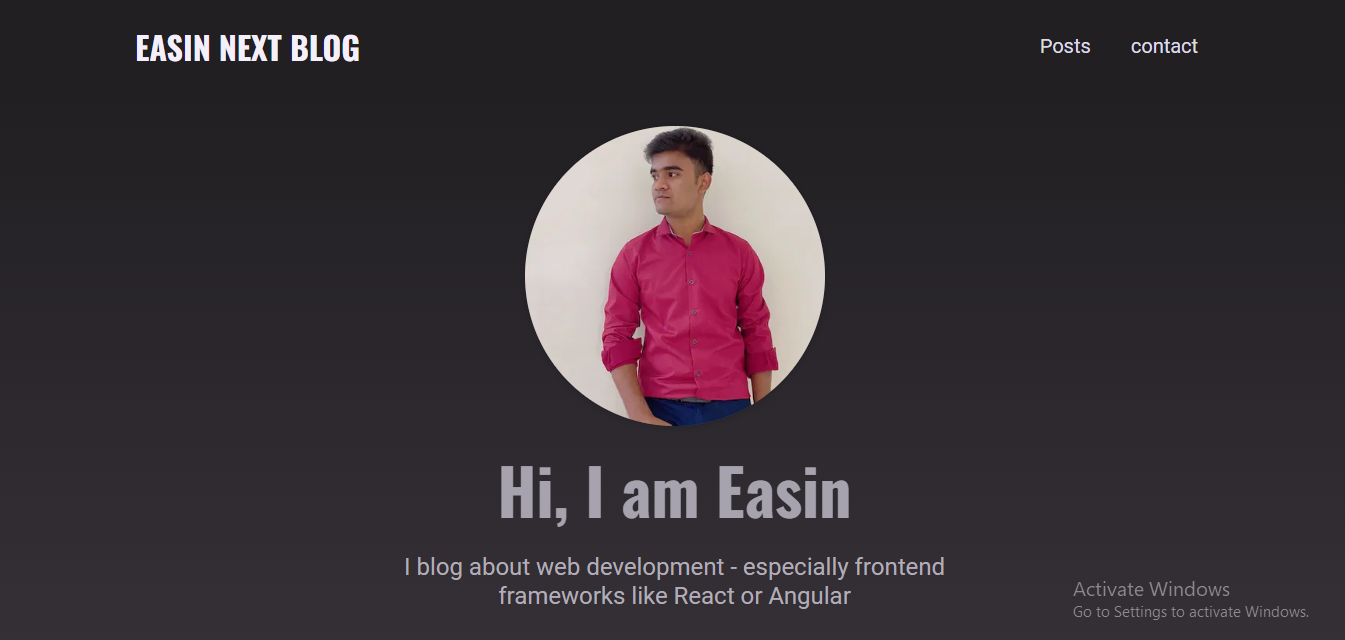 EASIN NEXT BLOG
Posts
contact
Hi, I am Easin
I blog about web development - especially frontend
frameworks like React or Angular
Activate Windows
Go to Settings to activate Windows.